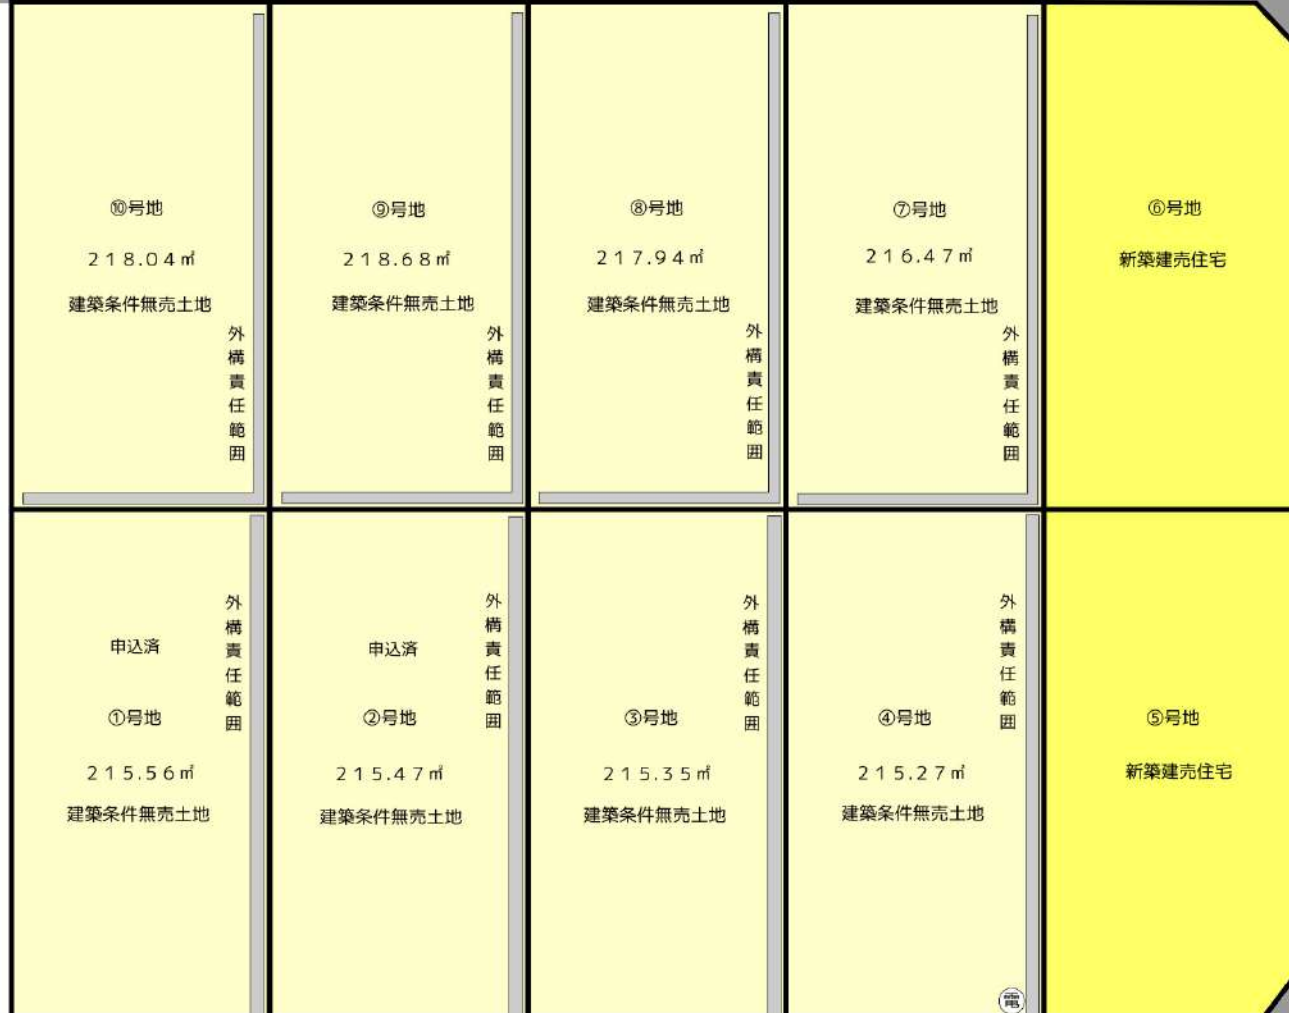 ⑩号地
218.04㎡
建築条件無売土地
外構責任範囲
⑨号地
218.68㎡
建築条件無売土地
外構責任範囲
⑧号地
217.94㎡
建築条件無売土地
外構責任範囲
⑦号地
216.47㎡
建築条件無売土地
外構責任範囲
⑥号地
新築建売住宅
申込済
①号地
215.56㎡
建築条件無売土地
外構責任範囲
申込済
②号地
215.47㎡
建築条件無売土地
外構責任範囲
③号地
215.35㎡
建築条件無売土地
外構責任範囲
④号地
215.27㎡
建築条件無売土地
外構責任範囲
電
⑤号地
新築建売住宅